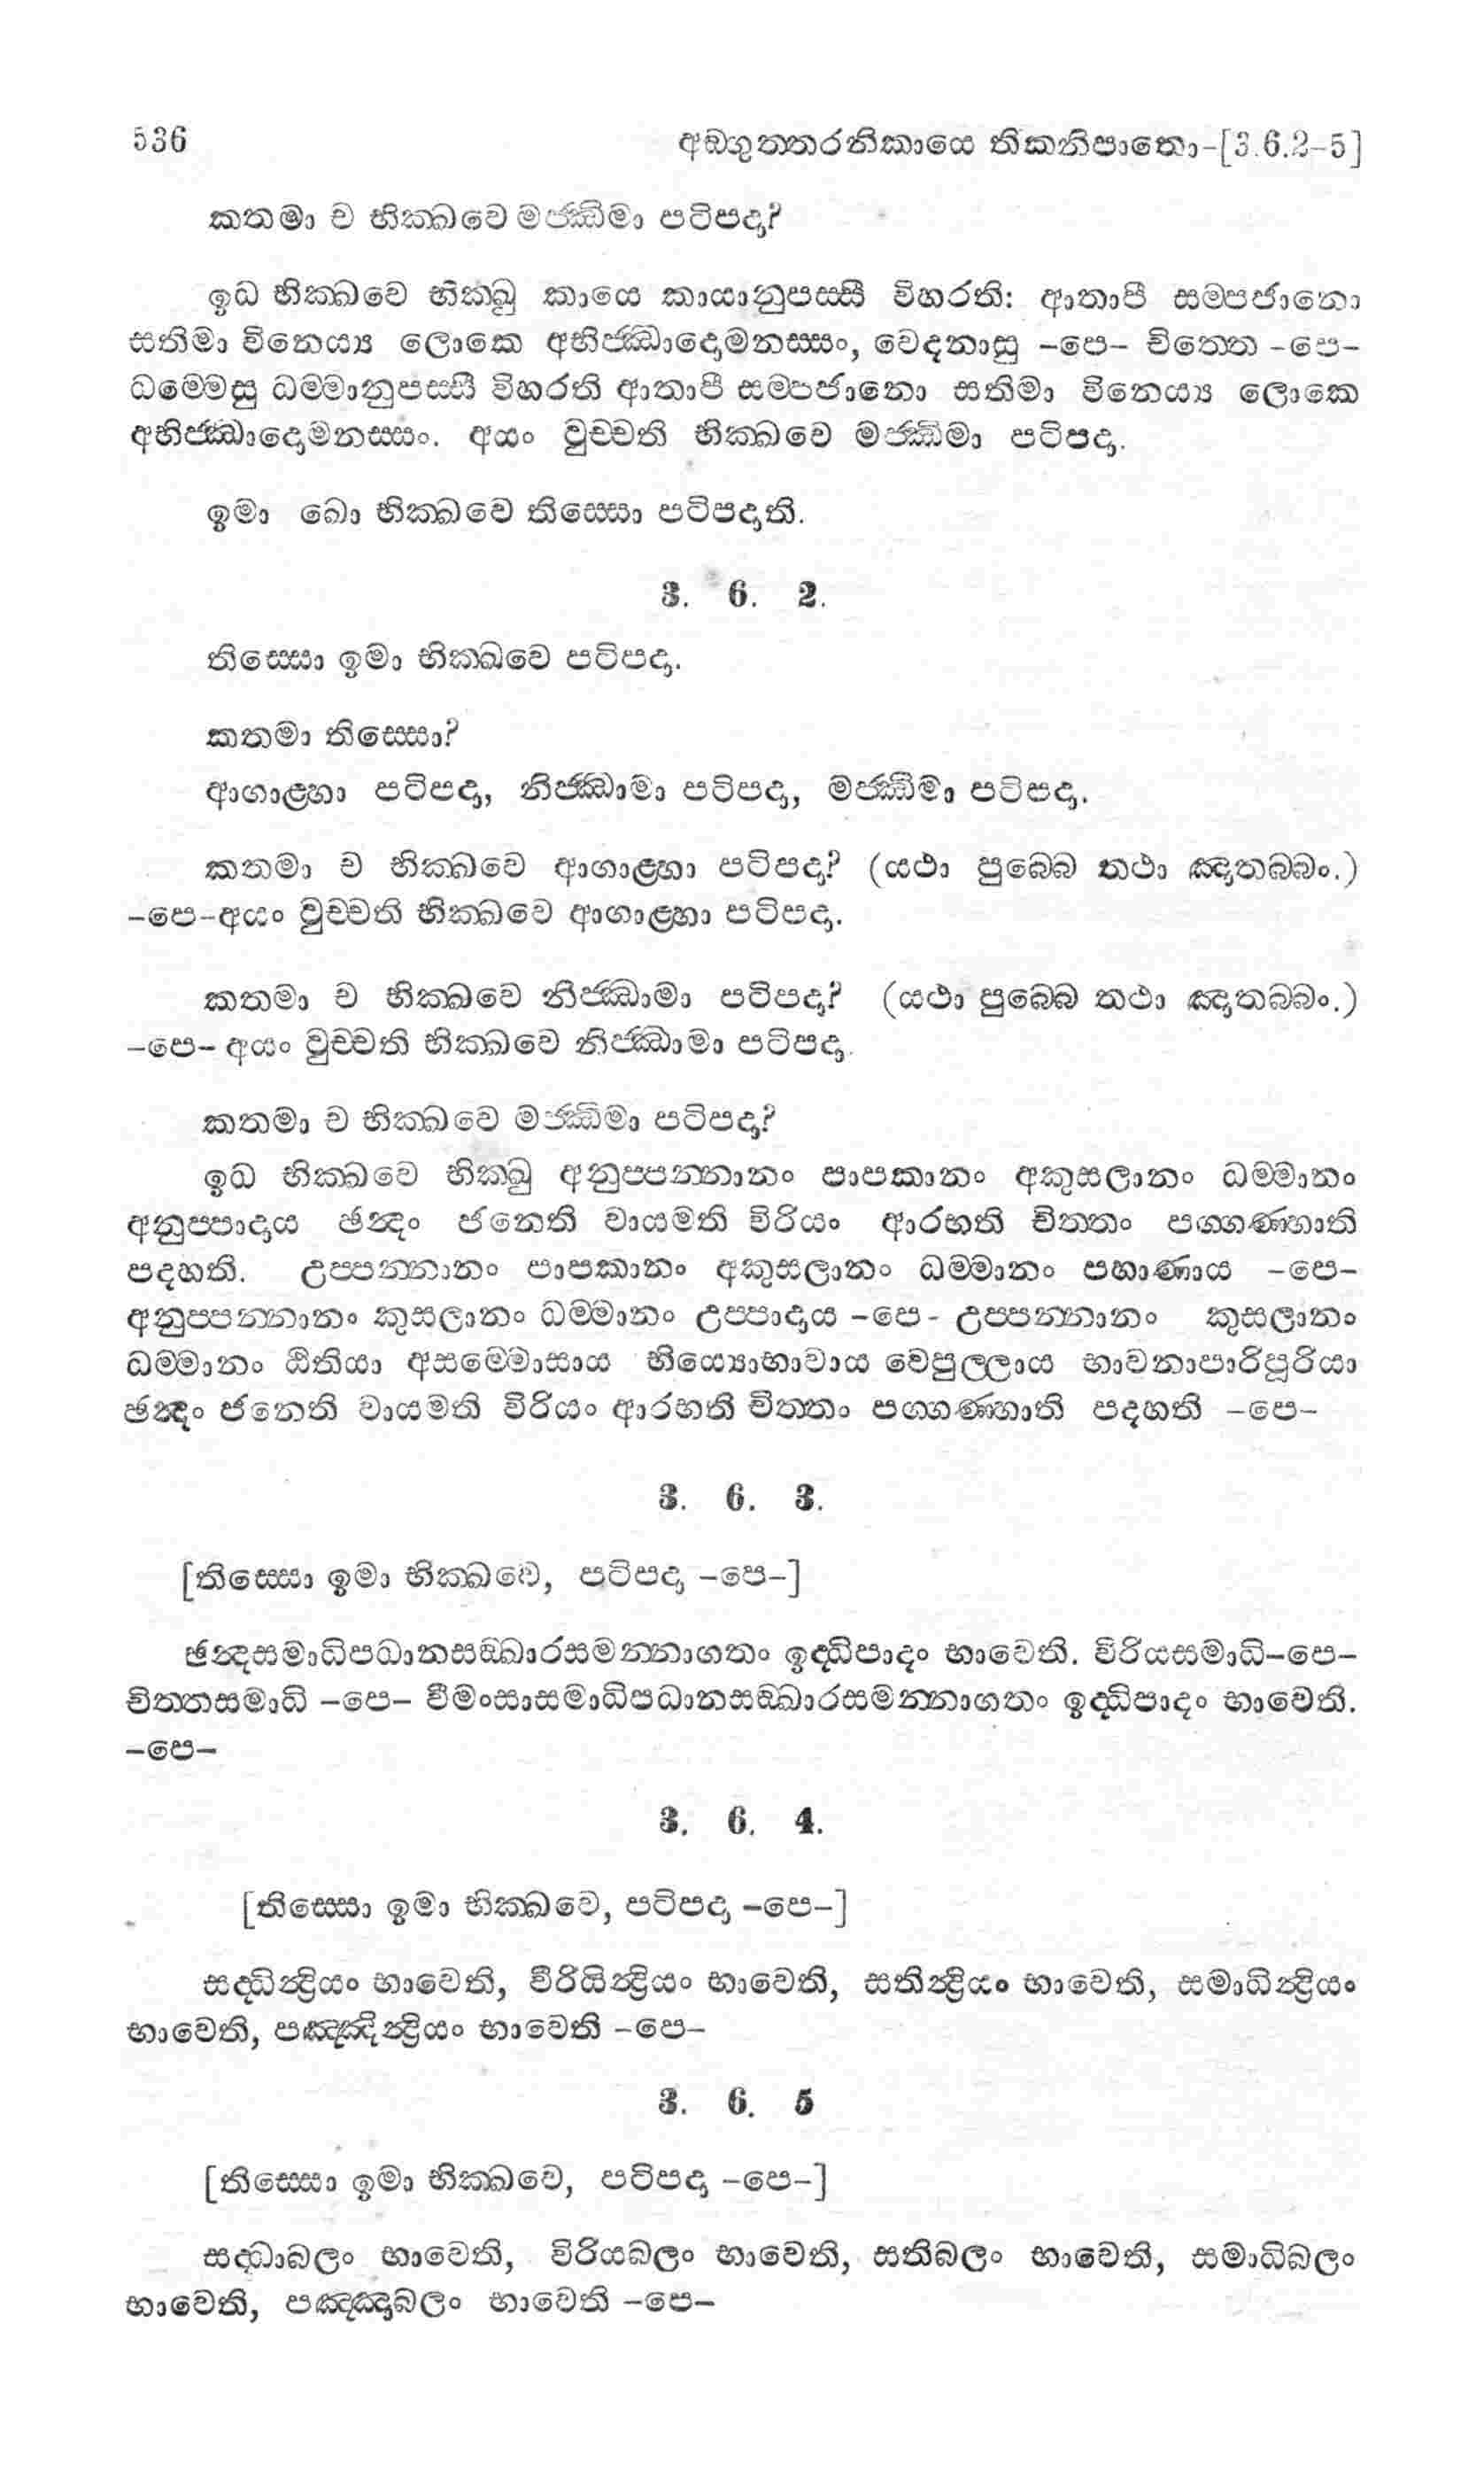 536 අඞ්ගුත්තරනිකායෙ තිකනිපාතො-[3.6.2-5]
කතමා ච භික්ඛවෙ මජ්ඣිමා පටිපදා?
ඉධ භික්ඛවෙ භික්ඛු කායෙ කායානුපස්සී විහරති: ආතාපී සම්පජානො
සතිමා විනෙය්‍ය ලොකෙ අභිජ්ඣාදොමනස්සං, වෙදනාසු -පෙ- චිත්තෙ -පෙ-
ධම්මෙසු ධම්මානුපස්සී විහරති ආතාපී සම්පජානො සතිමා විනෙය්‍ය ලොකෙ
අභිජ්ඣාදොමනස්සං. අයං වුච්චති භික්ඛවෙ මජ්ඣිමා පටිපදා.
ඉමා ඛො භික්ඛවෙ තිස්සො පටිපදාති.
3. 6. 2.
තිස්සො ඉමා භික්ඛවෙ පටිපදා.
කතමා තිස්සො?
ආගාළ්හා පටිපදා, නිජ්ඣාමා පටිපදා, මජ්ඣිමා පටිපදා.
කතමා ච භික්ඛවෙ ආගාළ්හා පටිපදා? (යථා පුබ්බෙ තථා ඤාතබ්බං.)
-පෙ-අයං වුච්චති භික්ඛවෙ ආගාළ්හා පටිපදා.
කතමා ච භික්ඛවෙ නිජ්ඣාමා පටිපදා? (යථා පුබ්බෙ තථා ඤාතබ්බං.)
-පෙ- අයං වුච්චති භික්ඛවෙ නිජ්ඣාමා පටිපදා.
කතමා ච භික්ඛවෙ මජ්ඣිමා පටිපදා?
ඉධ භික්ඛවෙ භික්ඛු අනුප්පන්නානං පාපකානං අකුසලානං ධම්මානං
අනුප්පාදාය ඡන්දං ජනෙති වායමති විරියං ආරභති චිත්තං පග්ගණ්හාති
පදහති. උප්පන්නානං පාපකානං අකුසලානං ධම්මානං පහාණාය -පෙ-
අනුප්පන්නානං කුසලානං ධම්මානං උප්පාදාය -පෙ- උප්පන්නානං කුසලානං
ධම්මානං ඨිතියා අසම්මොසාය භිය්‍යොභාවාය වෙපුල්ලාය භාවනාපාරිපූරියා
ඡන්දං ජනෙති වායමති විරියං ආරභති චිත්තං පග්ගණ්හාති පදහති -පෙ-
3. 6. 3.
[තිස්සො ඉමා භික්ඛවෙ, පටිපදා -පෙ-]
ඡන්දසමාධිපධානසඞ්ඛාරසමන්නාගතං ඉද්ධිපාදං භාවෙති. විරියසමාධි-පෙ-
චිත්තසමාධි -පෙ- වීමංසාසමාධිපධානසඞ්ඛාරසමන්නාගතං ඉද්ධිපාදං භාවෙති.
-පෙ-
3. 6. 4.
[තිස්සො ඉමා භික්ඛවෙ, පටිපදා -පෙ-]
සද්ධින්ද්‍රියං භාවෙති, විරියින්ද්‍රියං භාවෙති, සතින්ද්‍රියං භාවෙති, සමාධින්ද්‍රියං
භාවෙති, පඤ්ඤින්ද්‍රියං භාවෙති -පෙ-
3. 6. 5
[තිස්සො ඉමා භික්ඛවෙ, පටිපදා -පෙ-]
සද්ධාබලං භාවෙති, විරියබලං භාවෙති, සතිබලං භාවෙති, සමාධිබලං
භාවෙති, පඤ්ඤාබලං භාවෙති -පෙ-